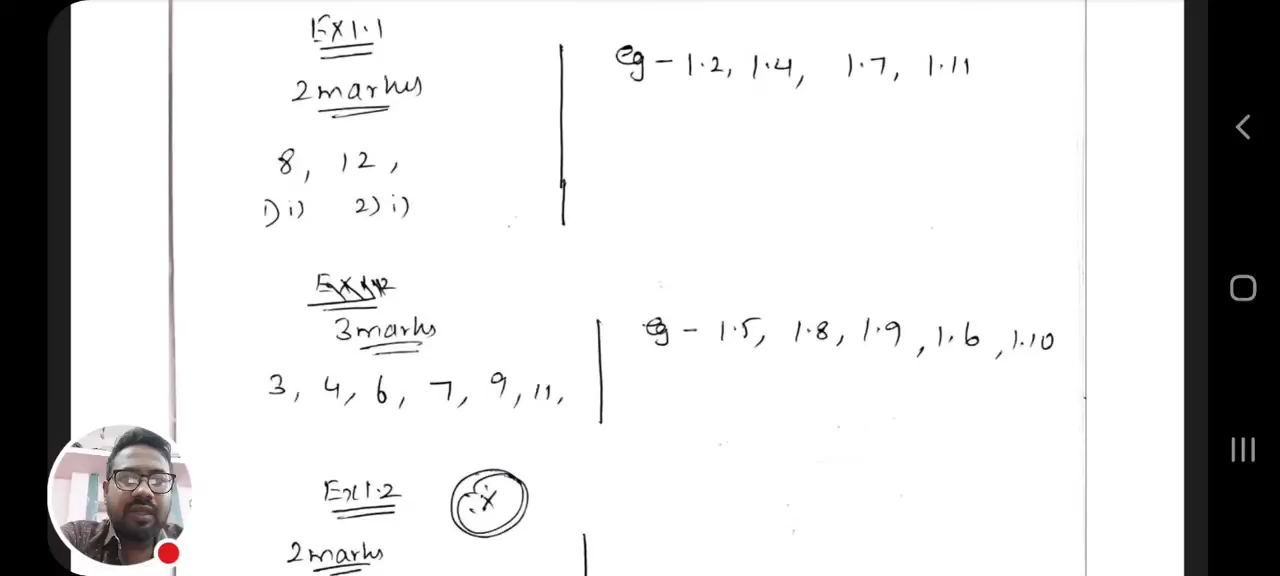 Ex 1.1
2 marks
eg - 1.2, 1.4, 1.7, 1.11
8, 12,
1) i) 2) i)
3 marks
eg - 1.5, 1.8, 1.9, 1.6, 1.10
3, 4, 6, 7, 9, 11,
Ex 1.2
x
2 marks